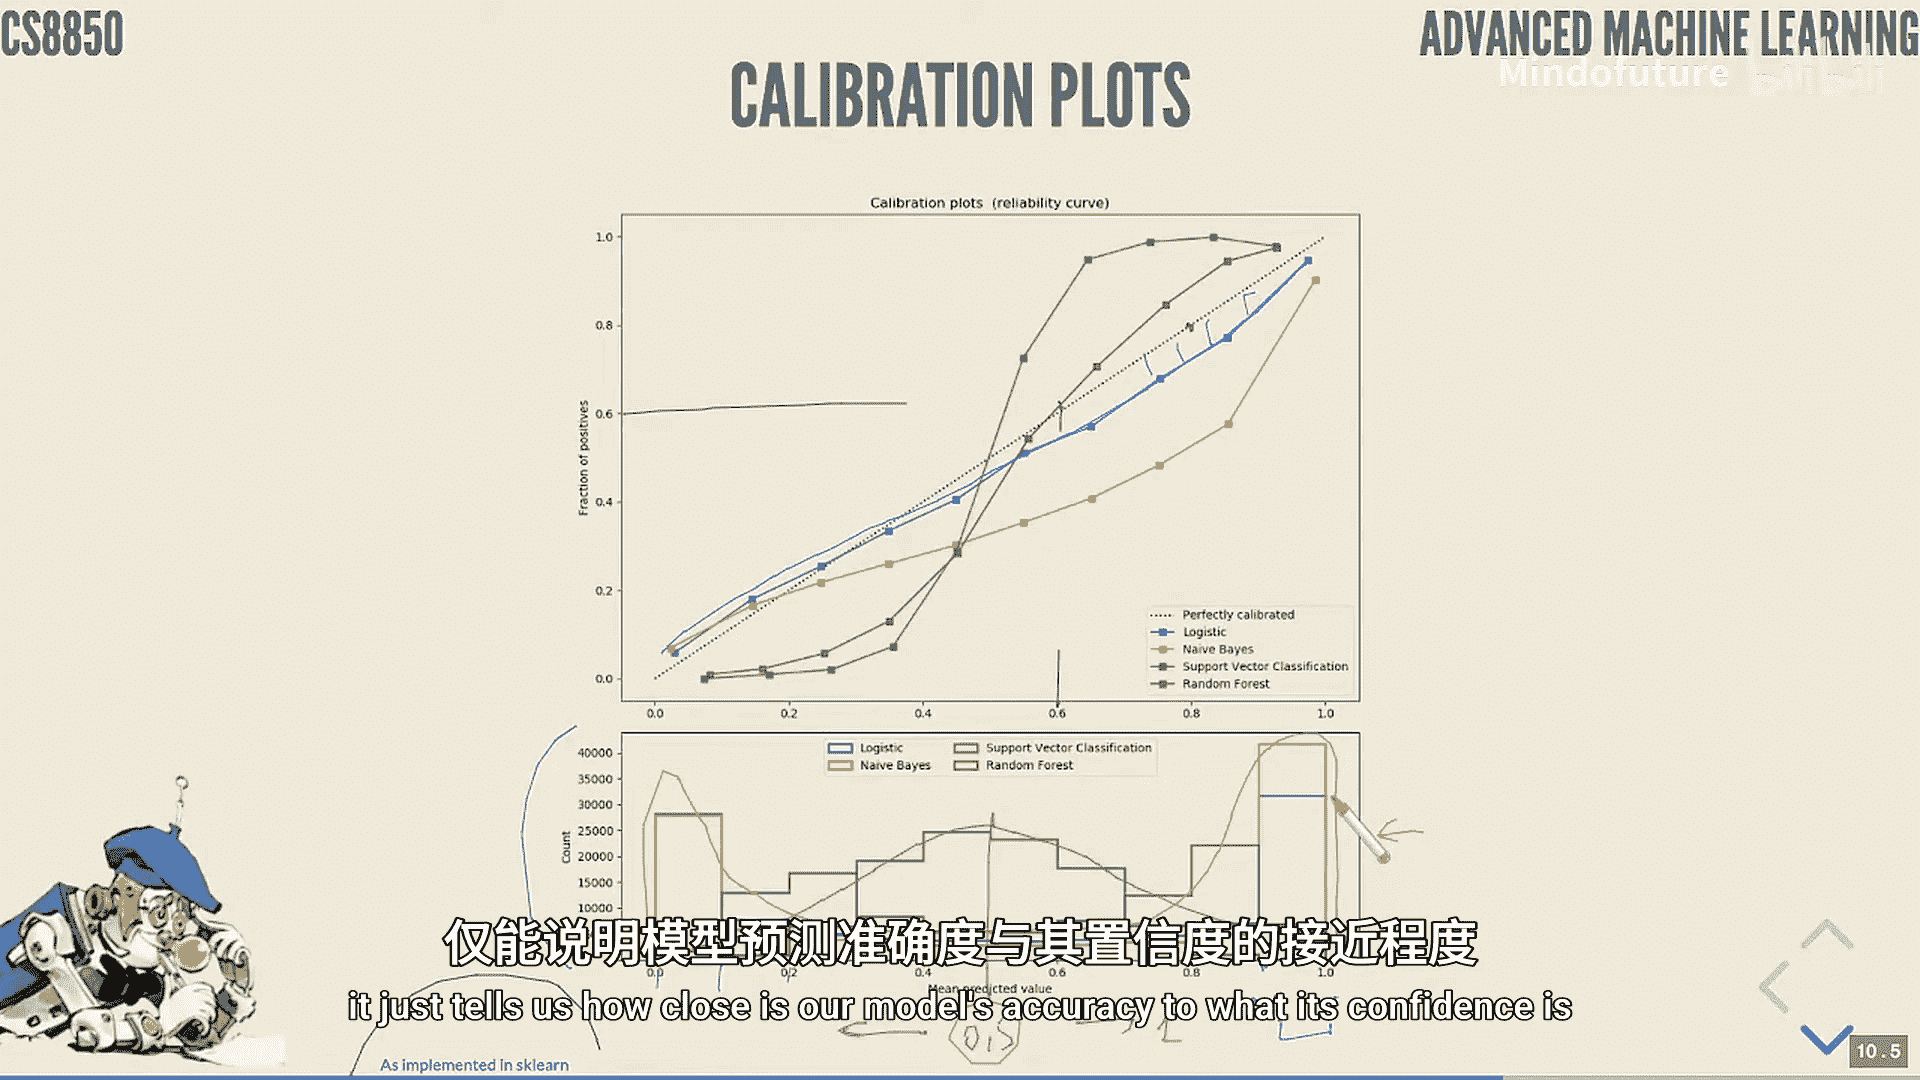 CS8850
ADVANCED MACHINE LEARNING
Mindofuture
CALIBRATION PLOTS
Calibration plots (reliability curve)
1.0
0.8
0.6
0.4
0.2
0.0
Fraction of positives
Perfectly calibrated
Logistic
Naive Bayes
Support Vector Classification
Random Forest
0.0 0.2 0.4 0.6 0.8 1.0
Logistic Support Vector Classification
Naive Bayes Random Forest
40000
35000
30000
25000
20000
15000
10000
Count
仅能说明模型预测准确度与其置信度的接近程度
0.0 0.2 0.4 0.6 0.8 1.0
Mean predicted value
it just tells us how close is our model's accuracy to what its confidence is
0,5
As implemented in sklearn
10.5